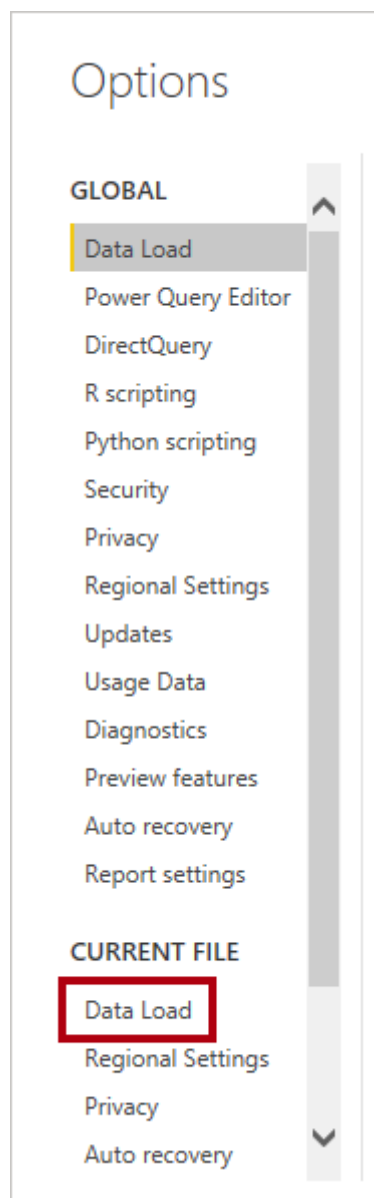 Options
GLOBAL
Data Load
Power Query Editor
DirectQuery
R scripting
Python scripting
Security
Privacy
Regional Settings
Updates
Usage Data
Diagnostics
Preview features
Auto recovery
Report settings
CURRENT FILE
Data Load
Regional Settings
Privacy
Auto recovery